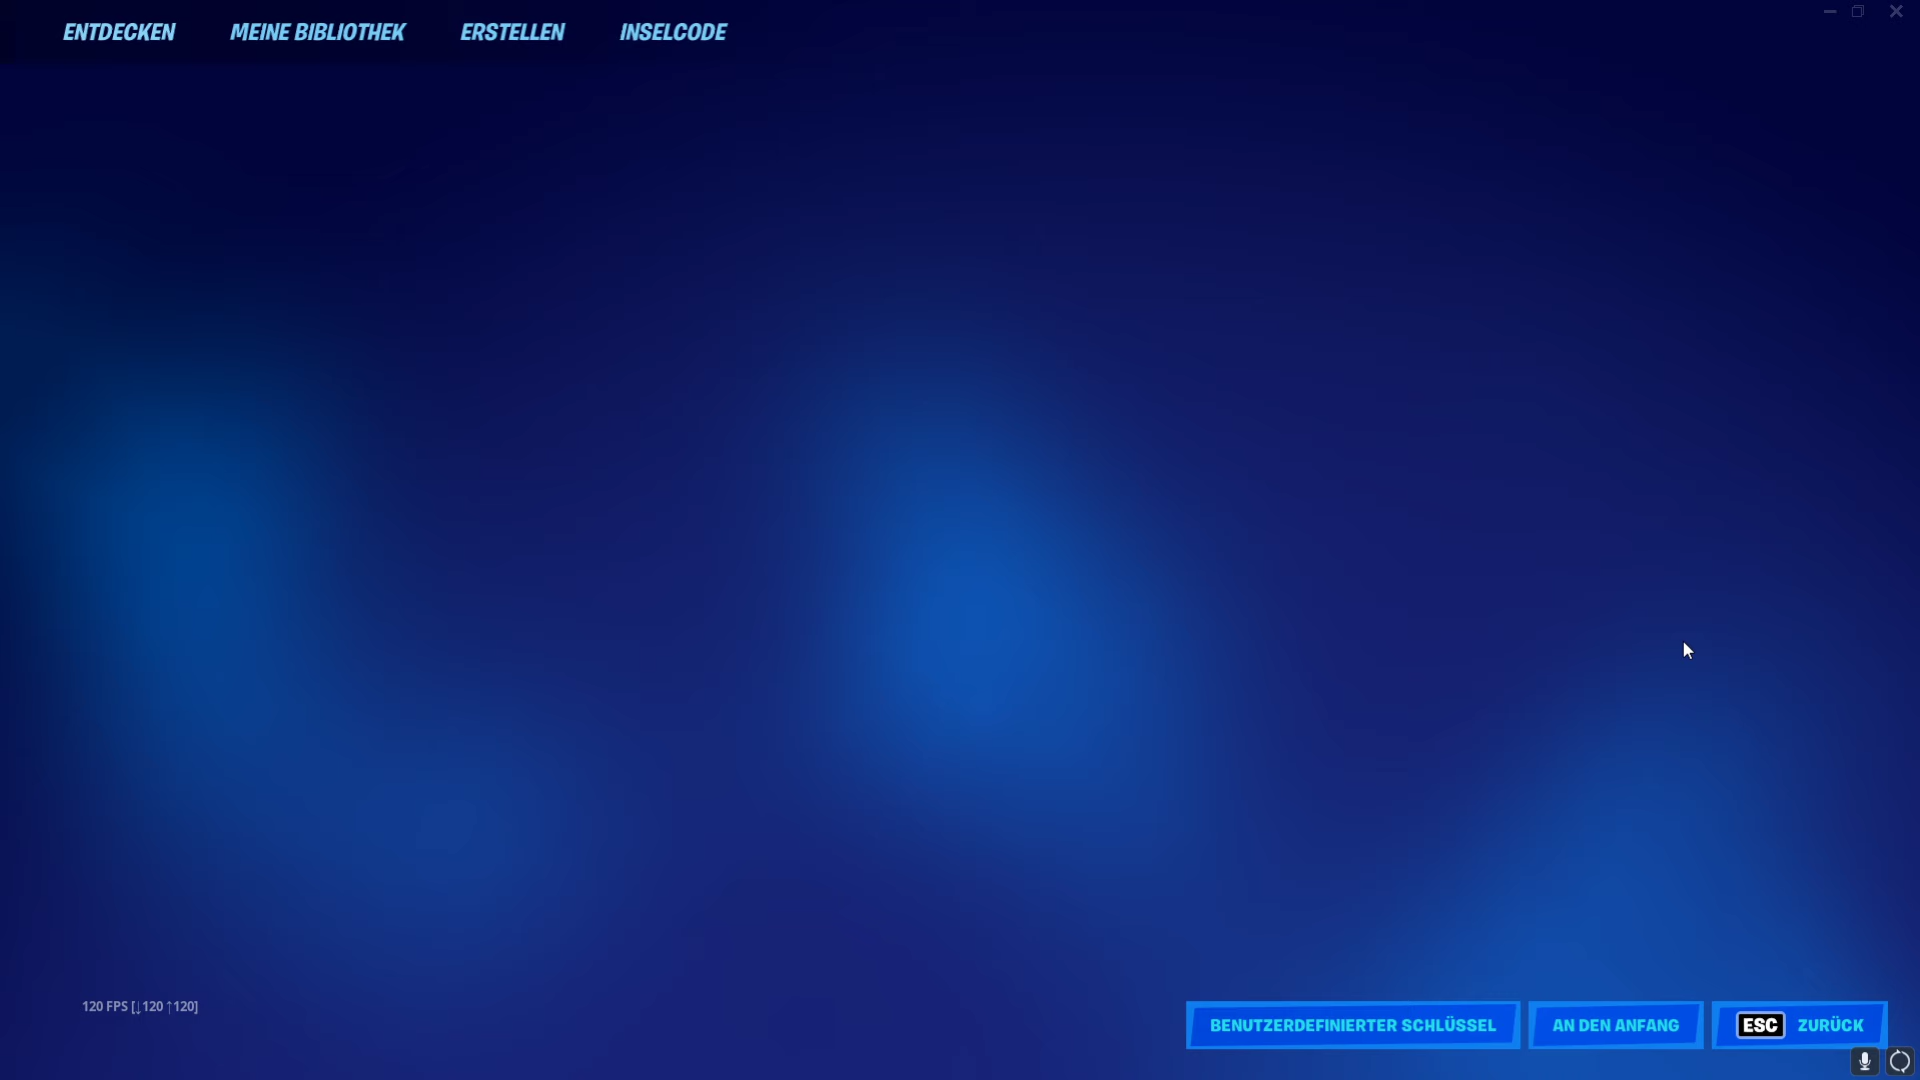 ENTDECKEN MEINE BIBLIOTHEK ERSTELLEN INSELCODE
120 FPS [↓120 ↑120]
BENUTZERDEFINIERTER SCHLÜSSEL AN DEN ANFANG ESC ZURÜCK